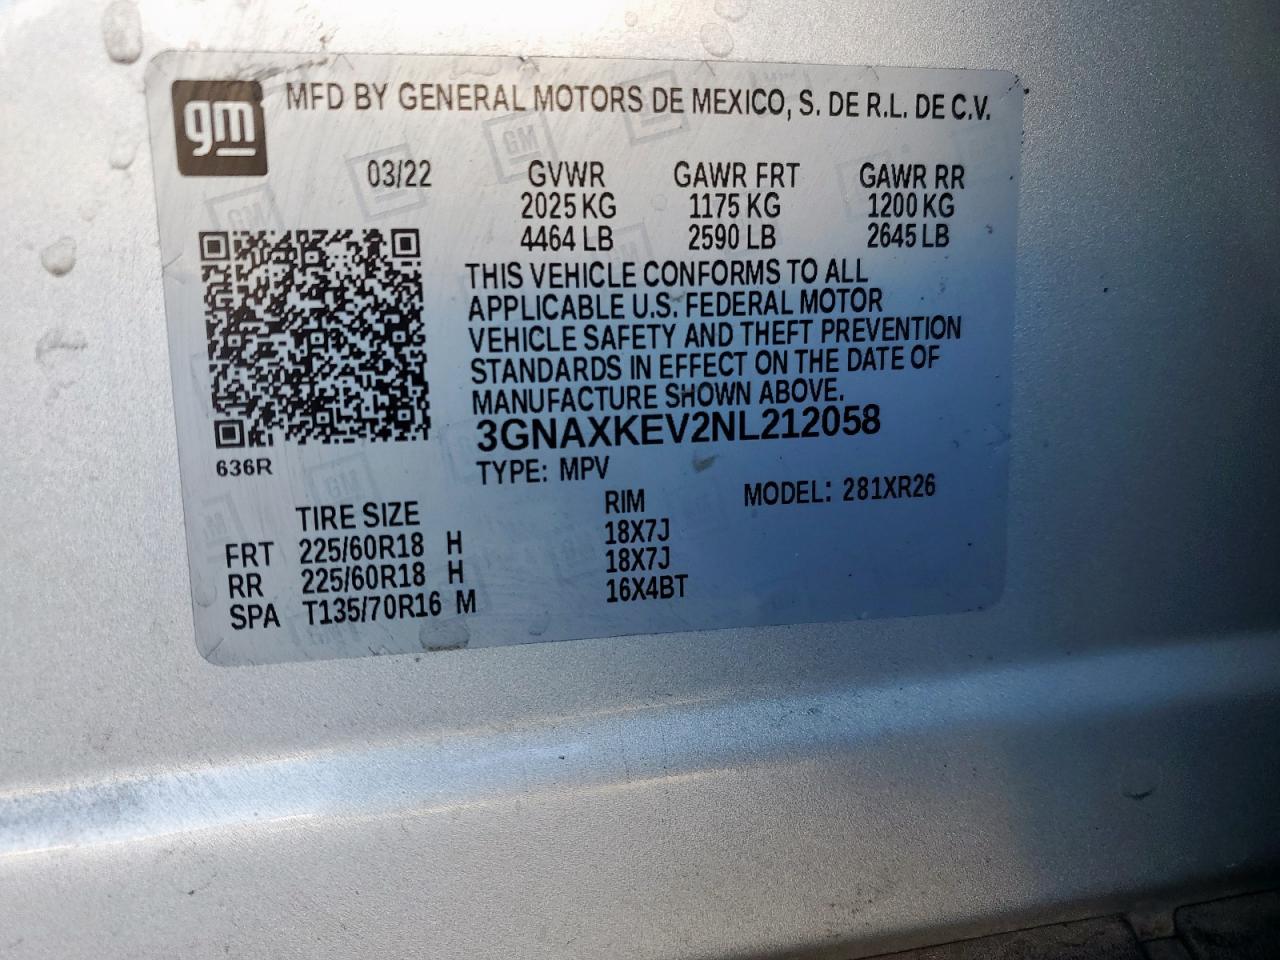 gm MFD BY GENERAL MOTORS DE MEXICO, S. DE R.L. DE C.V.
03/22 GVWR GAWR FRT GAWR RR
2025 KG 1175 KG 1200 KG
4464 LB 2590 LB 2645 LB
THIS VEHICLE CONFORMS TO ALL
APPLICABLE U.S. FEDERAL MOTOR
VEHICLE SAFETY AND THEFT PREVENTION
STANDARDS IN EFFECT ON THE DATE OF
MANUFACTURE SHOWN ABOVE.
3GNAXKEV2NL212058
636R TYPE: MPV
TIRE SIZE RIM MODEL: 281XR26
FRT 225/60R18 H 18X7J
RR 225/60R18 H 18X7J
SPA T135/70R16 M 16X4BT